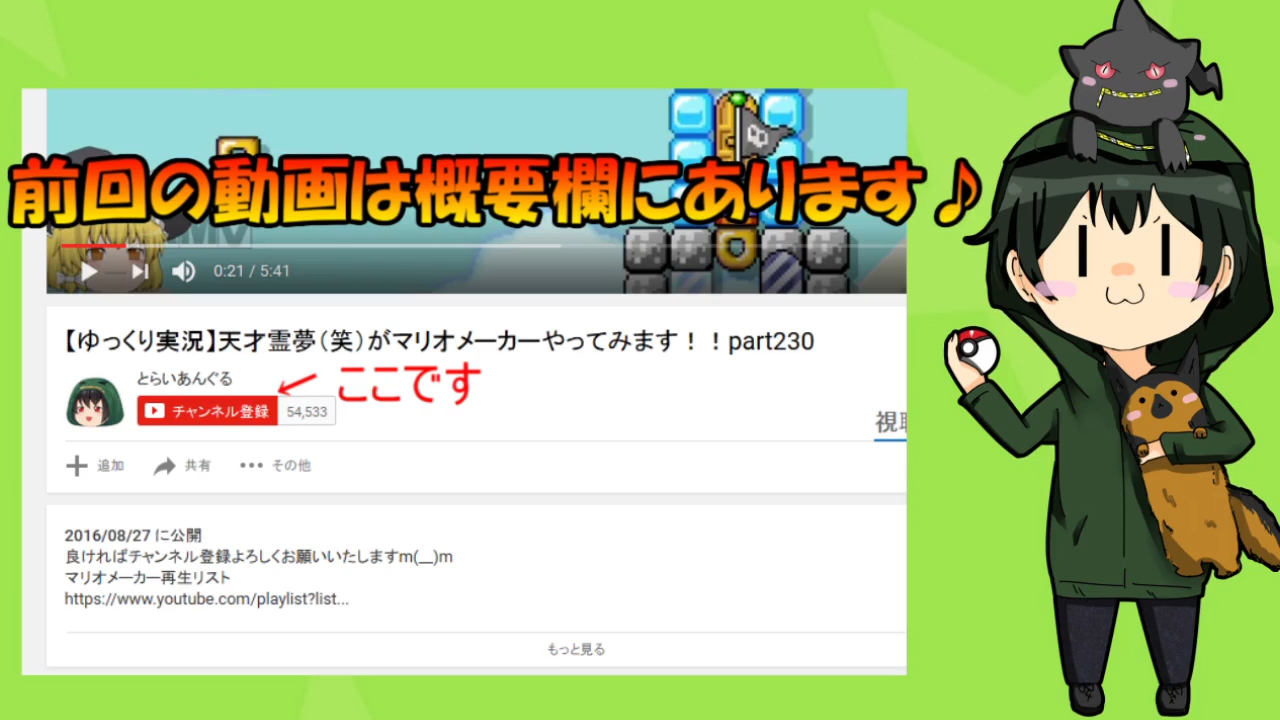 前回の動画は概要欄にあります♪
0:21 / 5:41
【ゆっくり実況】天才霊夢（笑）がマリオメーカーやってみます！！part230
とらいあんぐる
チャンネル登録 54,533
ここです
視聴
追加 共有 その他
2016/08/27 に公開
良ければチャンネル登録よろしくお願いいたしますm(__)m
マリオメーカー再生リスト
https://www.youtube.com/playlist?list...
もっと見る